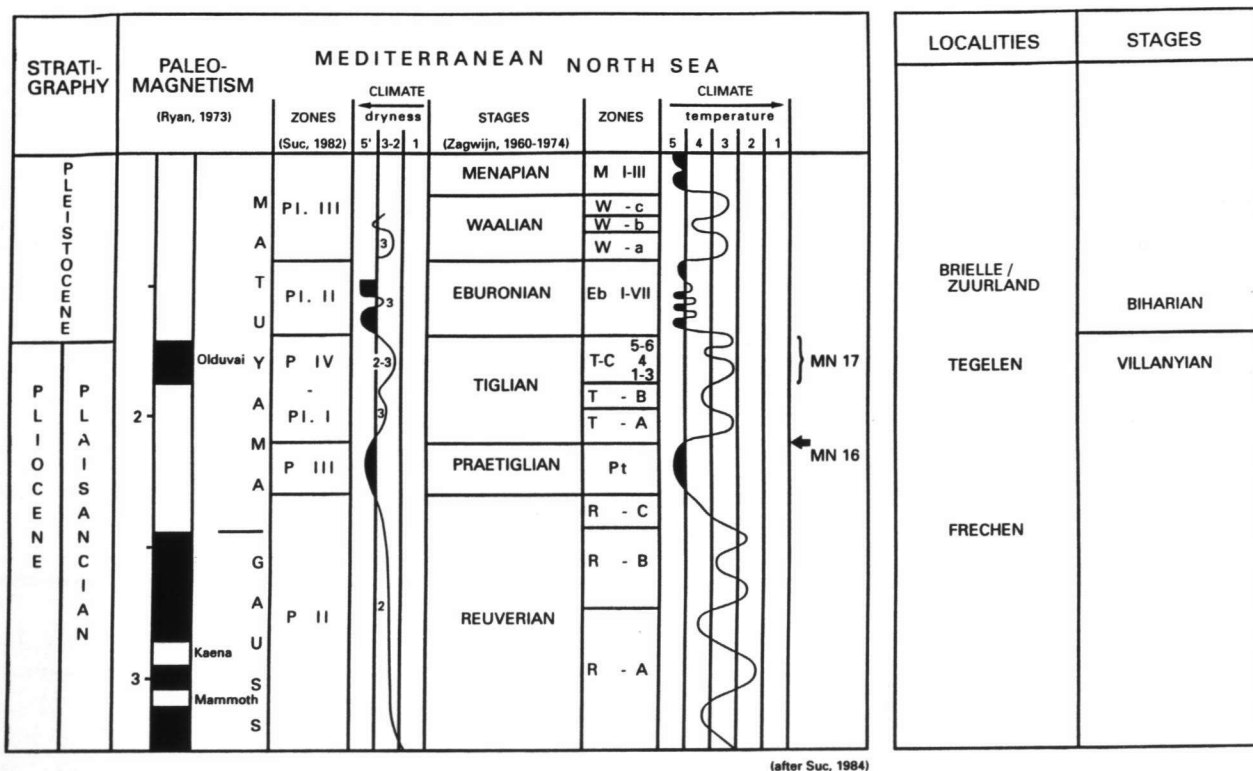 MEDITERRANEAN
NORTH SEA
STRATI-
GRAPHY
PALEO-
MAGNETISM
(Ryan, 1973)
ZONES
(Suc, 1982)
CLIMATE
dryness
5' 3-2 1
STAGES
(Zagwijn, 1960-1974)
ZONES
CLIMATE
temperature
5 4 3 2 1
LOCALITIES
STAGES
PLEISTOCENE
PLIOCENE
PLAISANCIAN
2
3
Olduvai
Kaena
Mammoth
MATUYAMA
GAUSS
Pl. III
Pl. II
P IV
-
Pl. I
P III
P II
3
3
2-3
3
2
MENAPIAN
WAALIAN
EBURONIAN
TIGLIAN
PRAETIGLIAN
REUVERIAN
M I-III
W - c
W - b
W - a
Eb I-VII
5-6
T-C 4
1-3
T - B
T - A
Pt
R - C
R - B
R - A
MN 17
MN 16
BRIELLE /
ZUURLAND
TEGELEN
FRECHEN
BIHARIAN
VILLANYIAN
(after Suc, 1984)